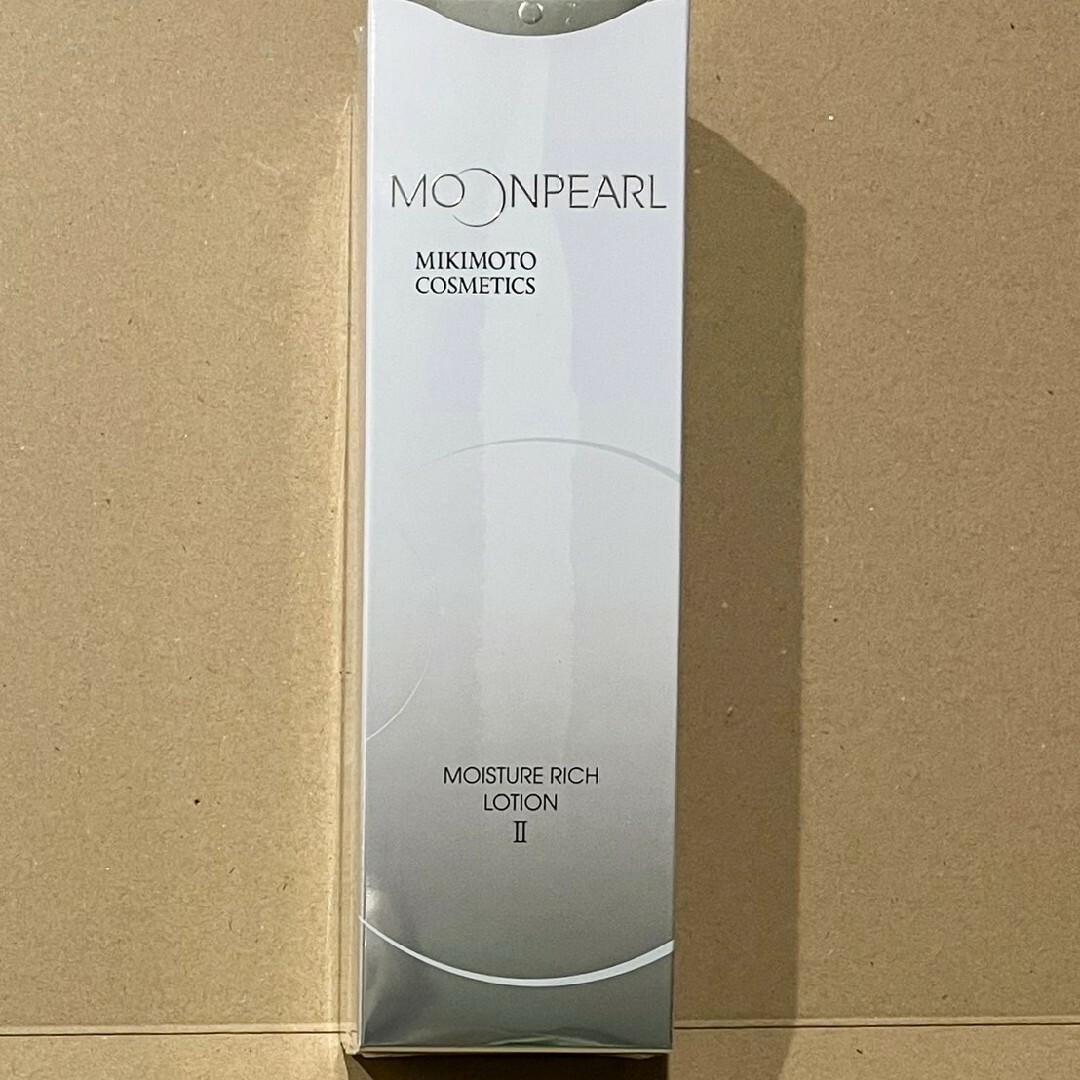 MOONPEARL
MIKIMOTO
COSMETICS
MOISTURE RICH
LOTION
II